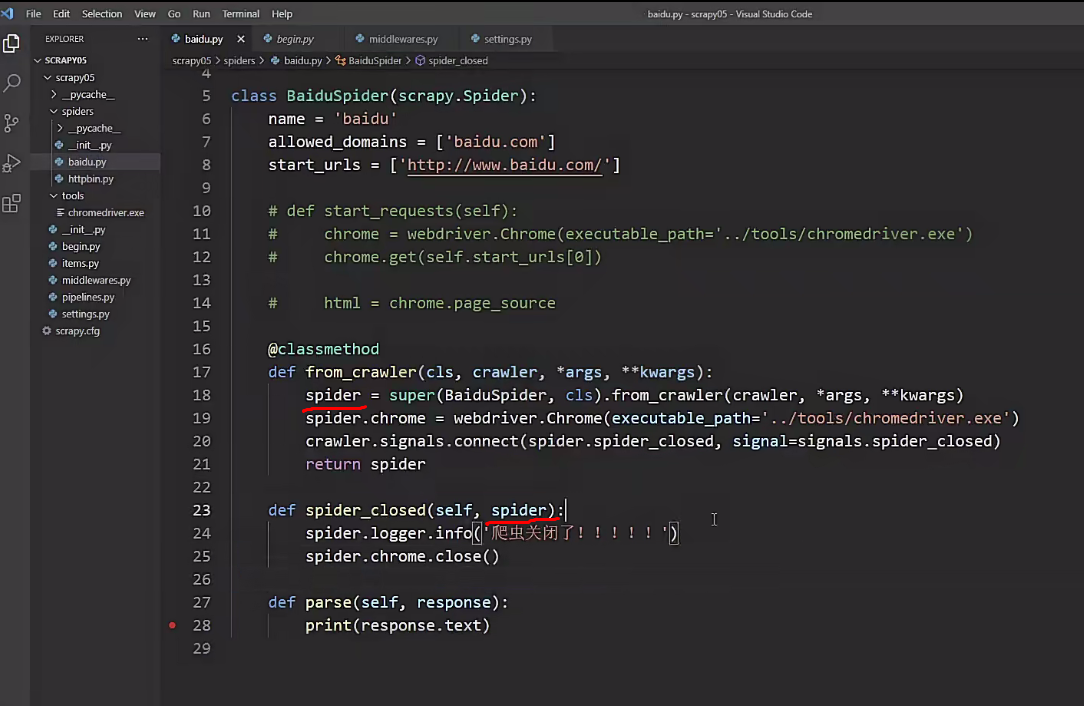 File Edit Selection View Go Run Terminal Help
baidu.py - scrapy05 - Visual Studio Code
EXPLORER ···
SCRAPY05
scrapy05
__pycache__
spiders
__pycache__
__init__.py
baidu.py
httpbin.py
tools
chromedriver.exe
__init__.py
begin.py
items.py
middlewares.py
pipelines.py
settings.py
scrapy.cfg
baidu.py × begin.py middlewares.py settings.py
scrapy05 > spiders > baidu.py > BaiduSpider > spider_closed
4
5 class BaiduSpider(scrapy.Spider):
6 name = 'baidu'
7 allowed_domains = ['baidu.com']
8 start_urls = ['http://www.baidu.com/']
9
10 # def start_requests(self):
11 # chrome = webdriver.Chrome(executable_path='../tools/chromedriver.exe')
12 # chrome.get(self.start_urls[0])
13
14 # html = chrome.page_source
15
16 @classmethod
17 def from_crawler(cls, crawler, *args, **kwargs):
18 spider = super(BaiduSpider, cls).from_crawler(crawler, *args, **kwargs)
19 spider.chrome = webdriver.Chrome(executable_path='../tools/chromedriver.exe')
20 crawler.signals.connect(spider.spider_closed, signal=signals.spider_closed)
21 return spider
22
23 def spider_closed(self, spider):
24 spider.logger.info('爬虫关闭了！！！！！')
25 spider.chrome.close()
26
27 def parse(self, response):
28 print(response.text)
29